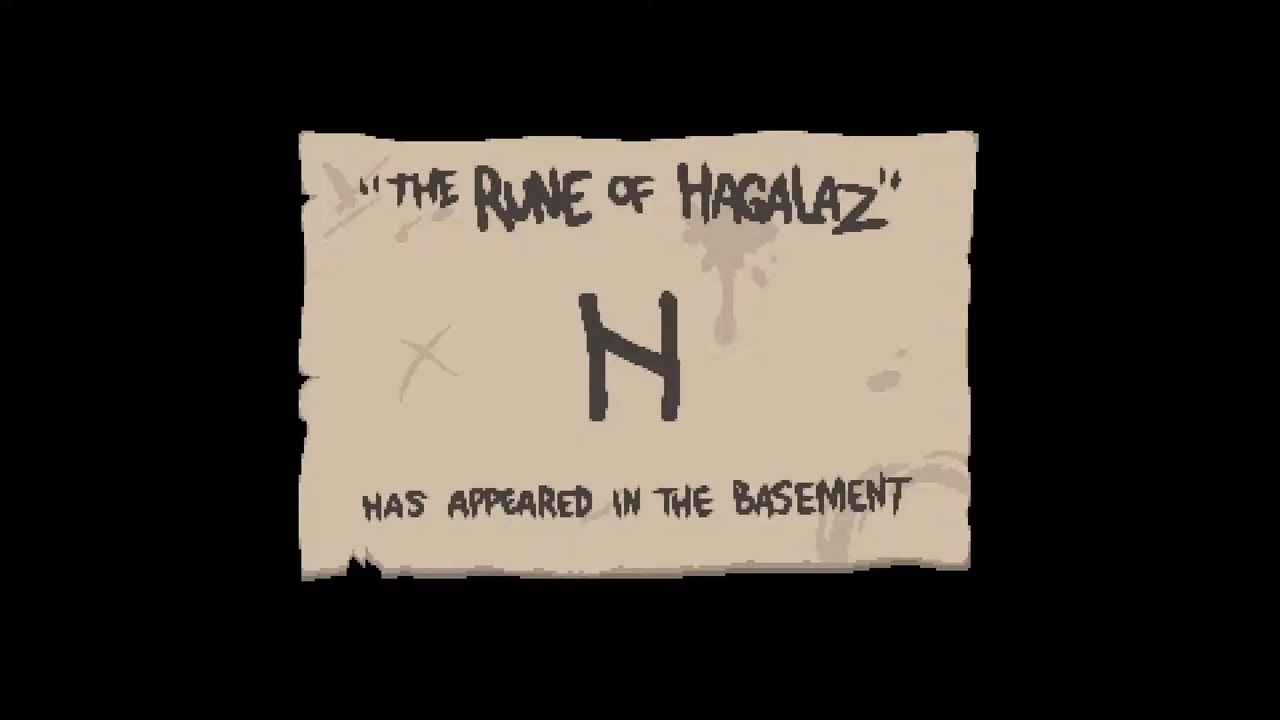 "THE RUNE OF HAGALAZ"
ᚺ
HAS APPEARED IN THE BASEMENT